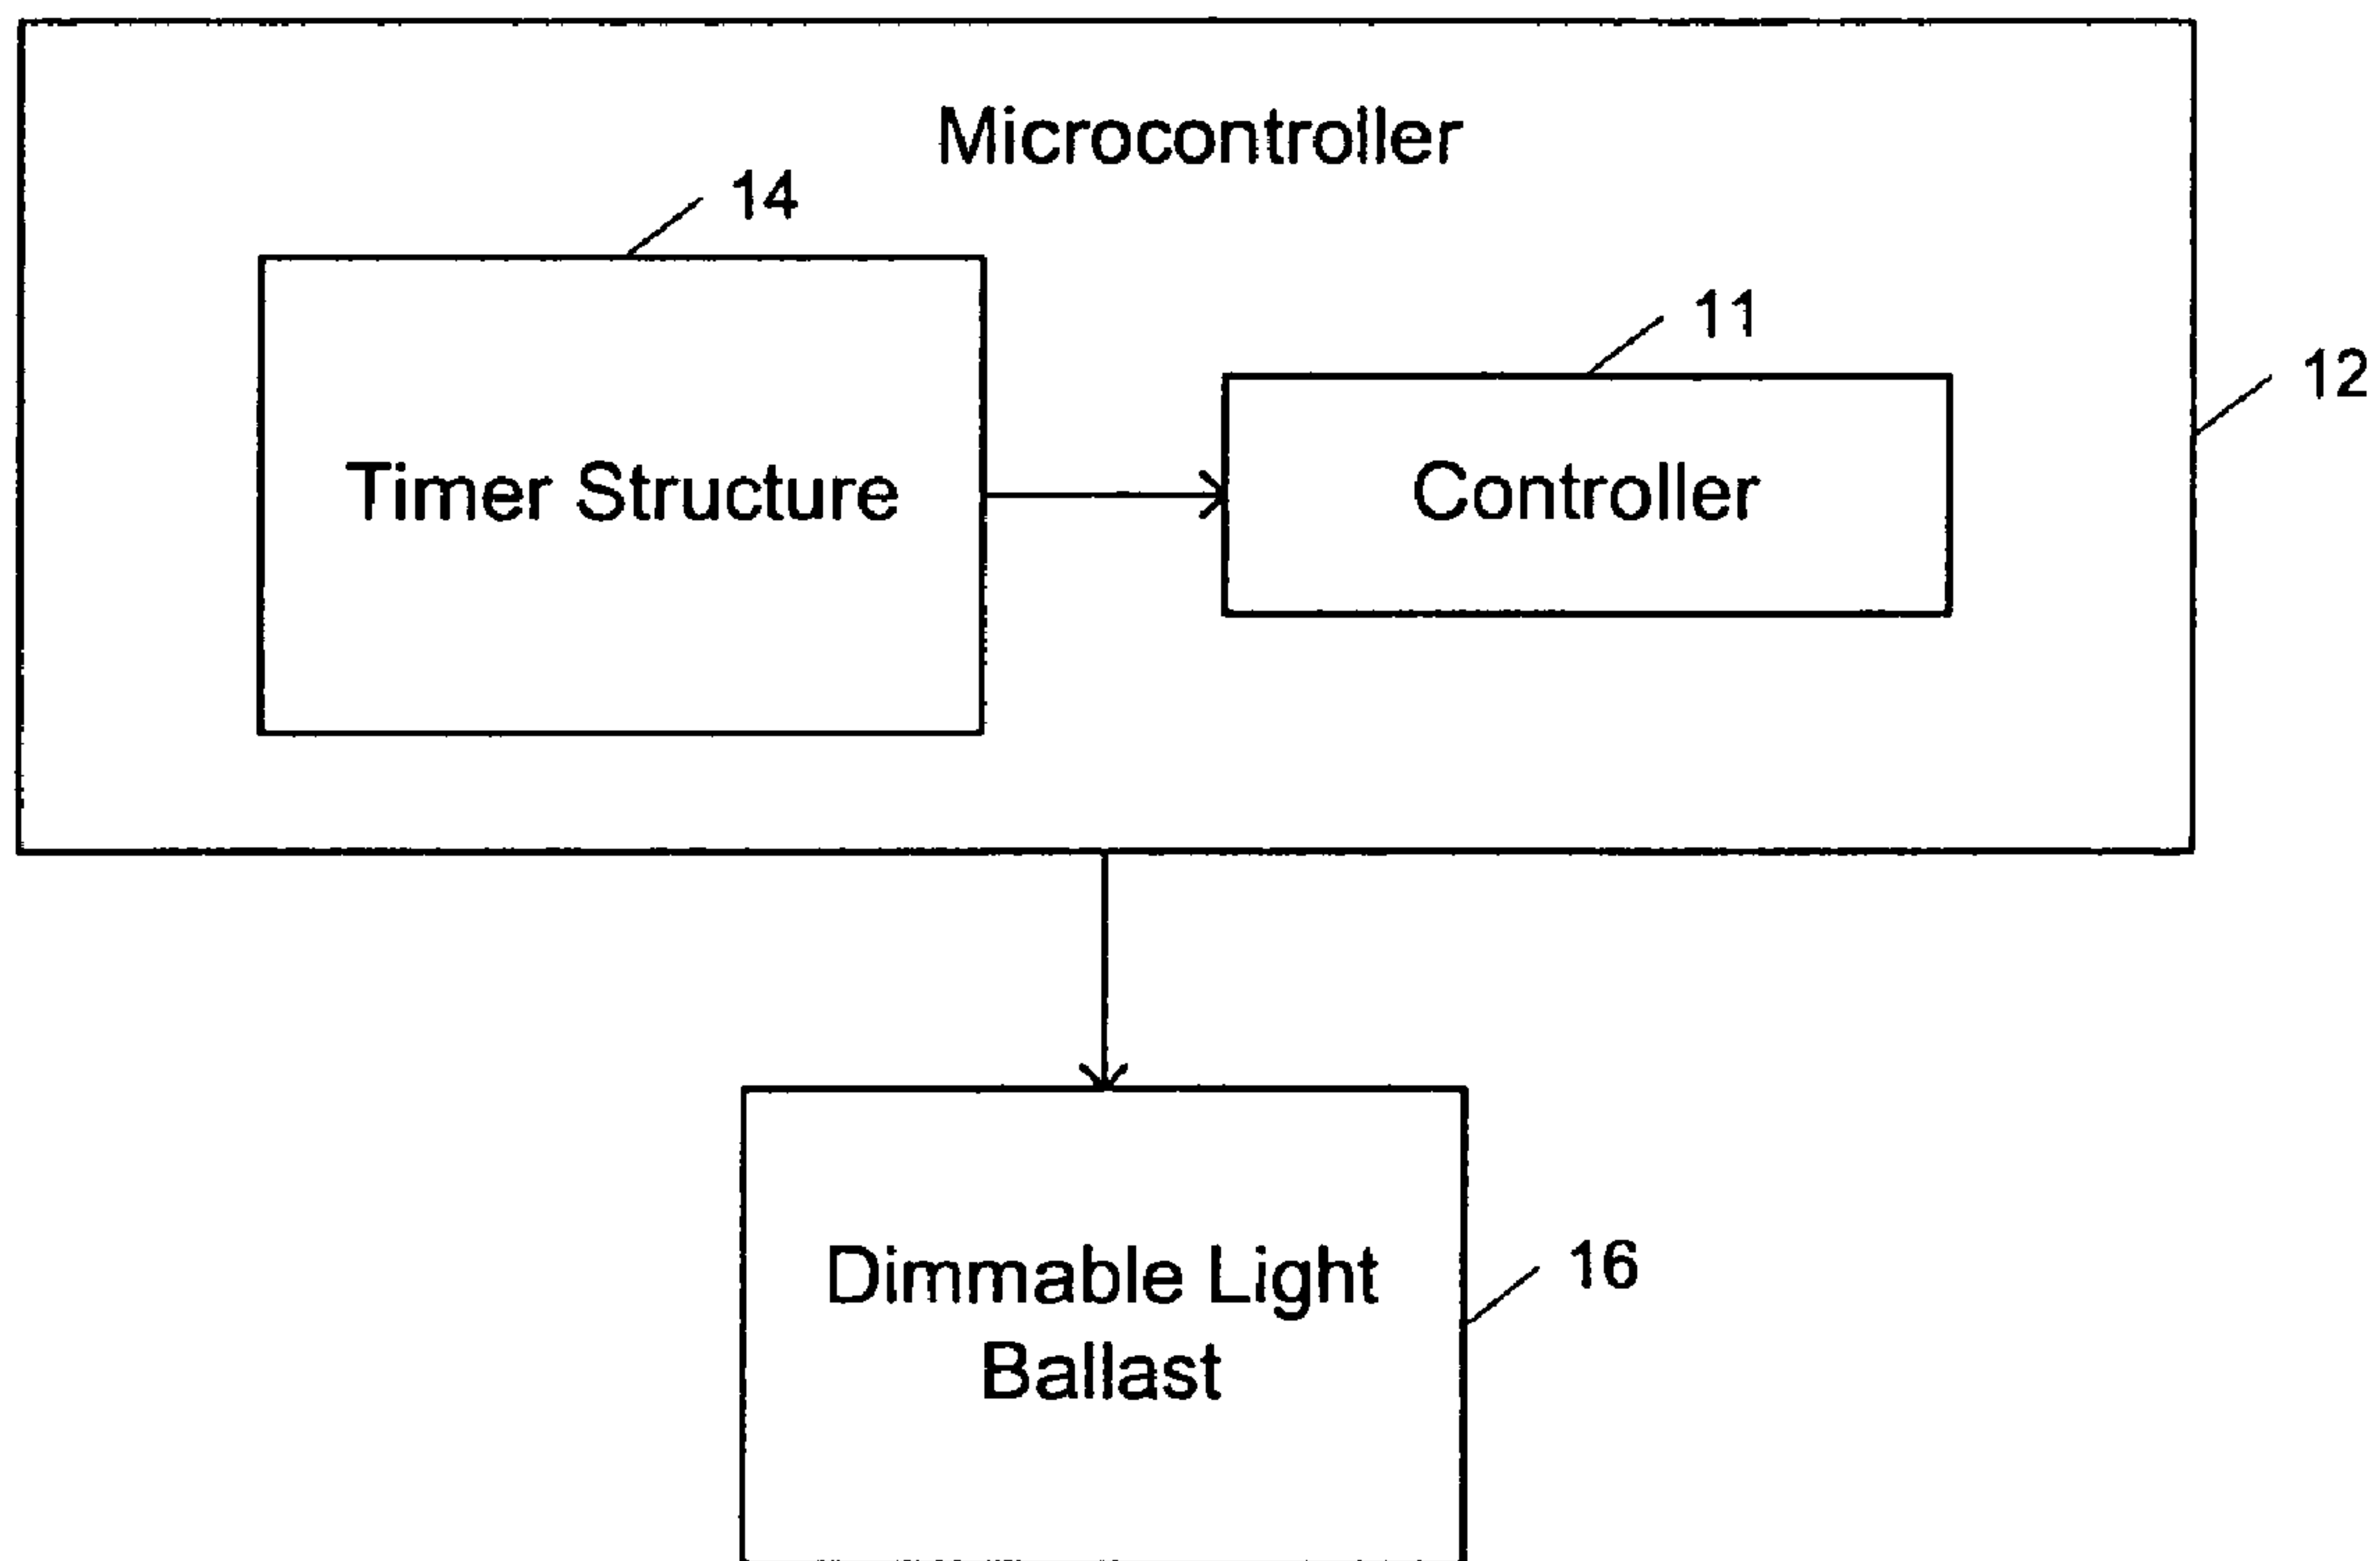 Microcontroller
14
11
12
Timer Structure
Controller
Dimmable Light
Ballast
16